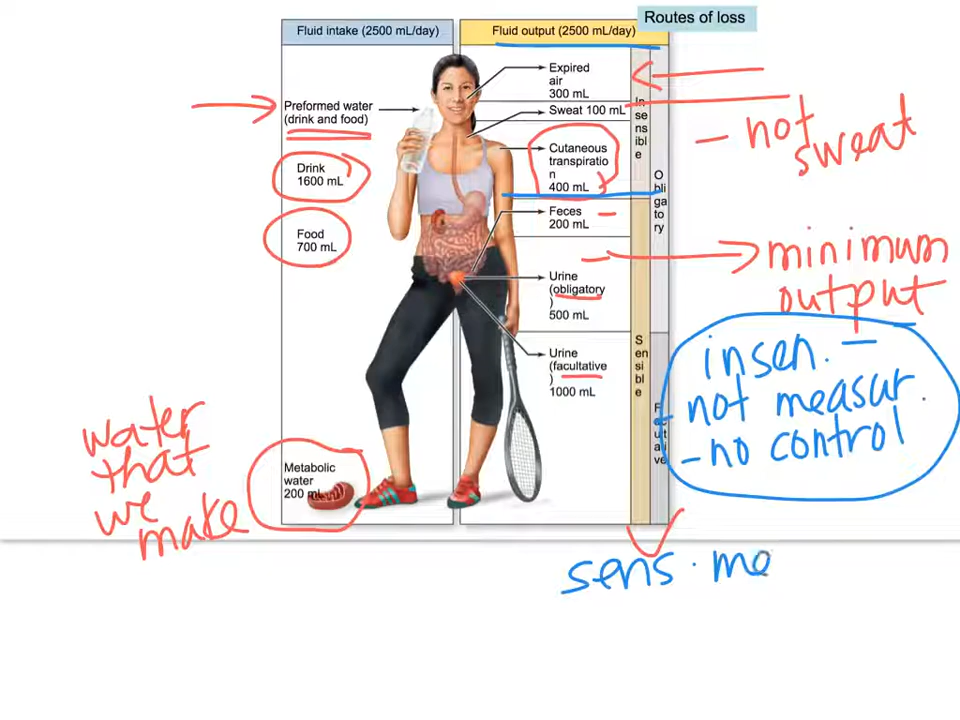 Routes of loss
Fluid intake (2500 mL/day)
Fluid output (2500 mL/day)
Preformed water
(drink and food)
Drink
1600 mL
Food
700 mL
Metabolic
water
200 mL
water
that
we
make
Expired
air
300 mL
Sweat 100 mL
Cutaneous
transpiratio
n
400 mL
Feces
200 mL
Urine
(obligatory
)
500 mL
Urine
(facultative
)
1000 mL
In
se
ns
ibl
e
S
en
si
bl
e
O
bli
ga
to
ry
- not
sweat
minimum
output
insen. -
not measur.
- no control
sens. me